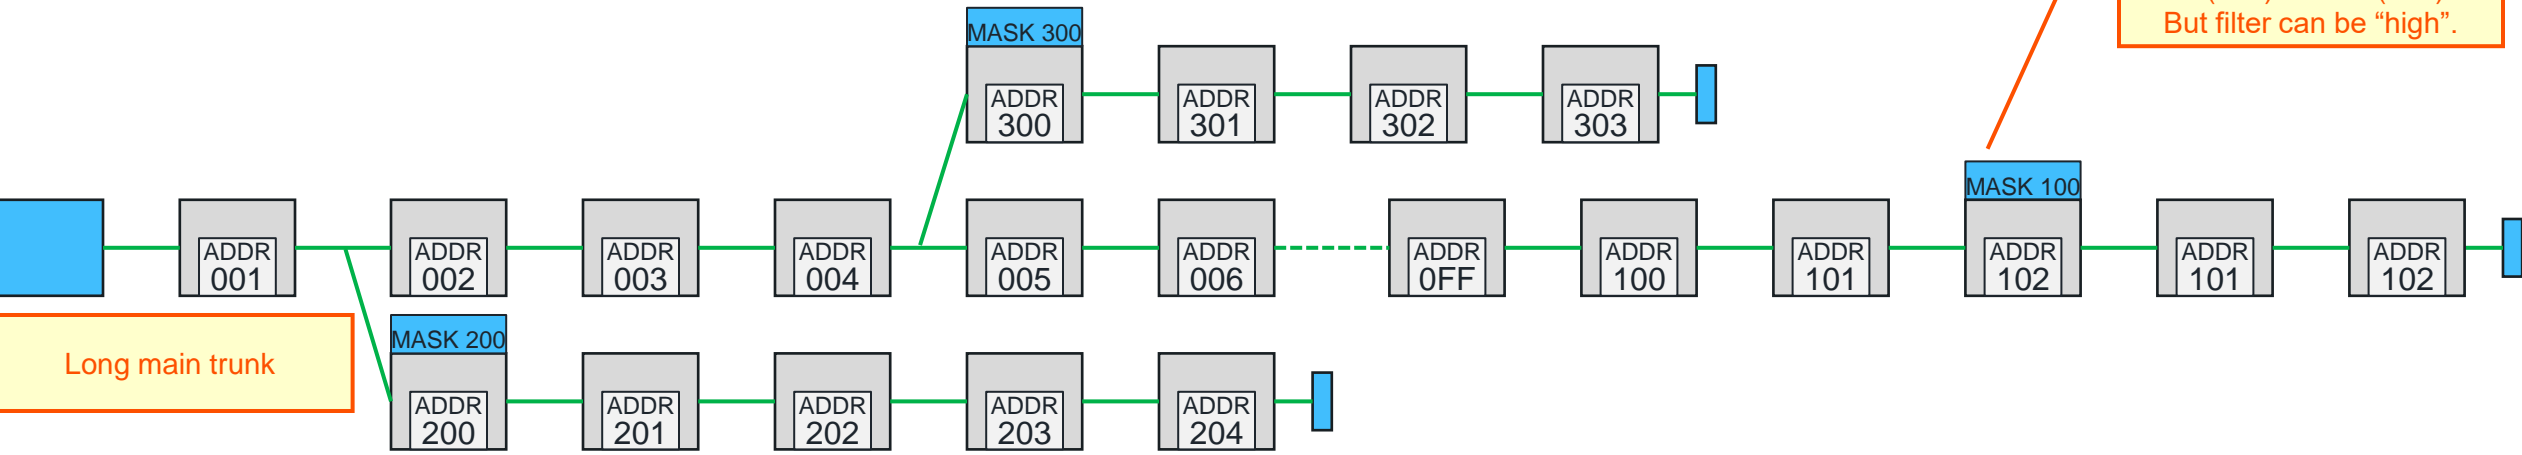 But filter can be “high”.
MASK 300
ADDR
300
ADDR
301
ADDR
302
ADDR
303
MASK 100
ADDR
001
ADDR
002
ADDR
003
ADDR
004
ADDR
005
ADDR
006
ADDR
0FF
ADDR
100
ADDR
101
ADDR
102
ADDR
101
ADDR
102
Long main trunk
MASK 200
ADDR
200
ADDR
201
ADDR
202
ADDR
203
ADDR
204